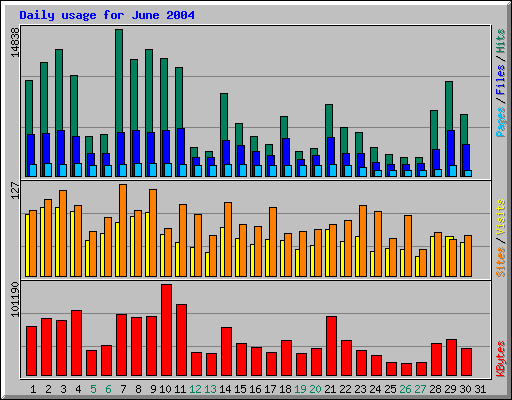 Daily usage for June 2004
14838
Pages / Files / Hits
127
Sites / Visits
101190
KBytes
1 2 3 4 5 6 7 8 9 10 11 12 13 14 15 16 17 18 19 20 21 22 23 24 25 26 27 28 29 30 31